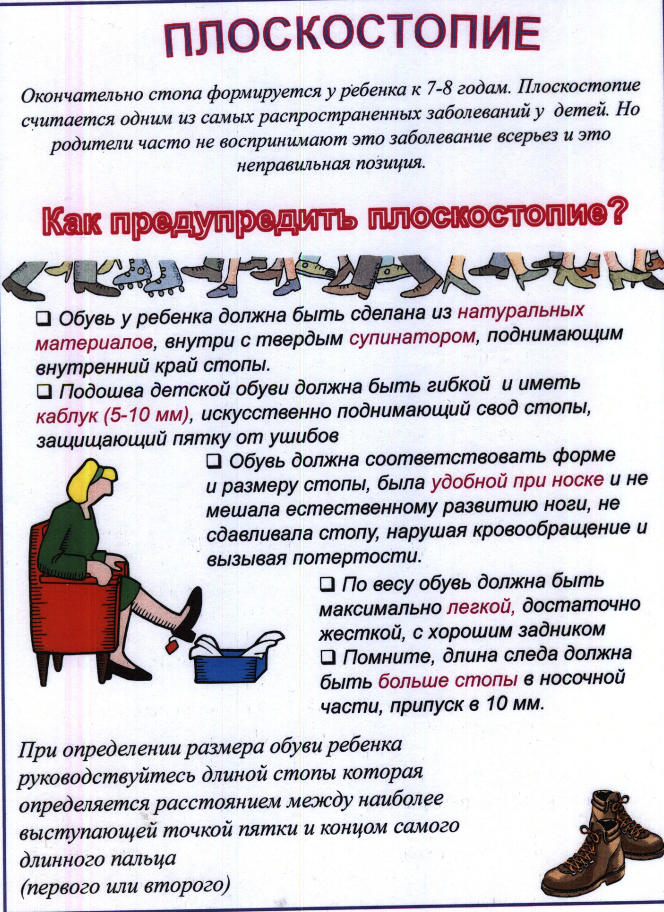 ПЛОСКОСТОПИЕ
Окончательно стопа формируется у ребенка к 7-8 годам. Плоскостопие
считается одним из самых распространенных заболеваний у детей. Но
родители часто не воспринимают это заболевание всерьез и это
неправильная позиция.
Как предупредить плоскостопие?
❑ Обувь у ребенка должна быть сделана из натуральных
материалов, внутри с твердым супинатором, поднимающим
внутренний край стопы.
❑ Подошва детской обуви должна быть гибкой и иметь
каблук (5-10 мм), искусственно поднимающий свод стопы,
защищающий пятку от ушибов
❑ Обувь должна соответствовать форме
и размеру стопы, была удобной при носке и не
мешала естественному развитию ноги, не
сдавливала стопу, нарушая кровообращение и
вызывая потертости.
❑ По весу обувь должна быть
максимально легкой, достаточно
жесткой, с хорошим задником
❑ Помните, длина следа должна
быть больше стопы в носочной
части, припуск в 10 мм.
При определении размера обуви ребенка
руководствуйтесь длиной стопы которая
определяется расстоянием между наиболее
выступающей точкой пятки и концом самого
длинного пальца
(первого или второго)